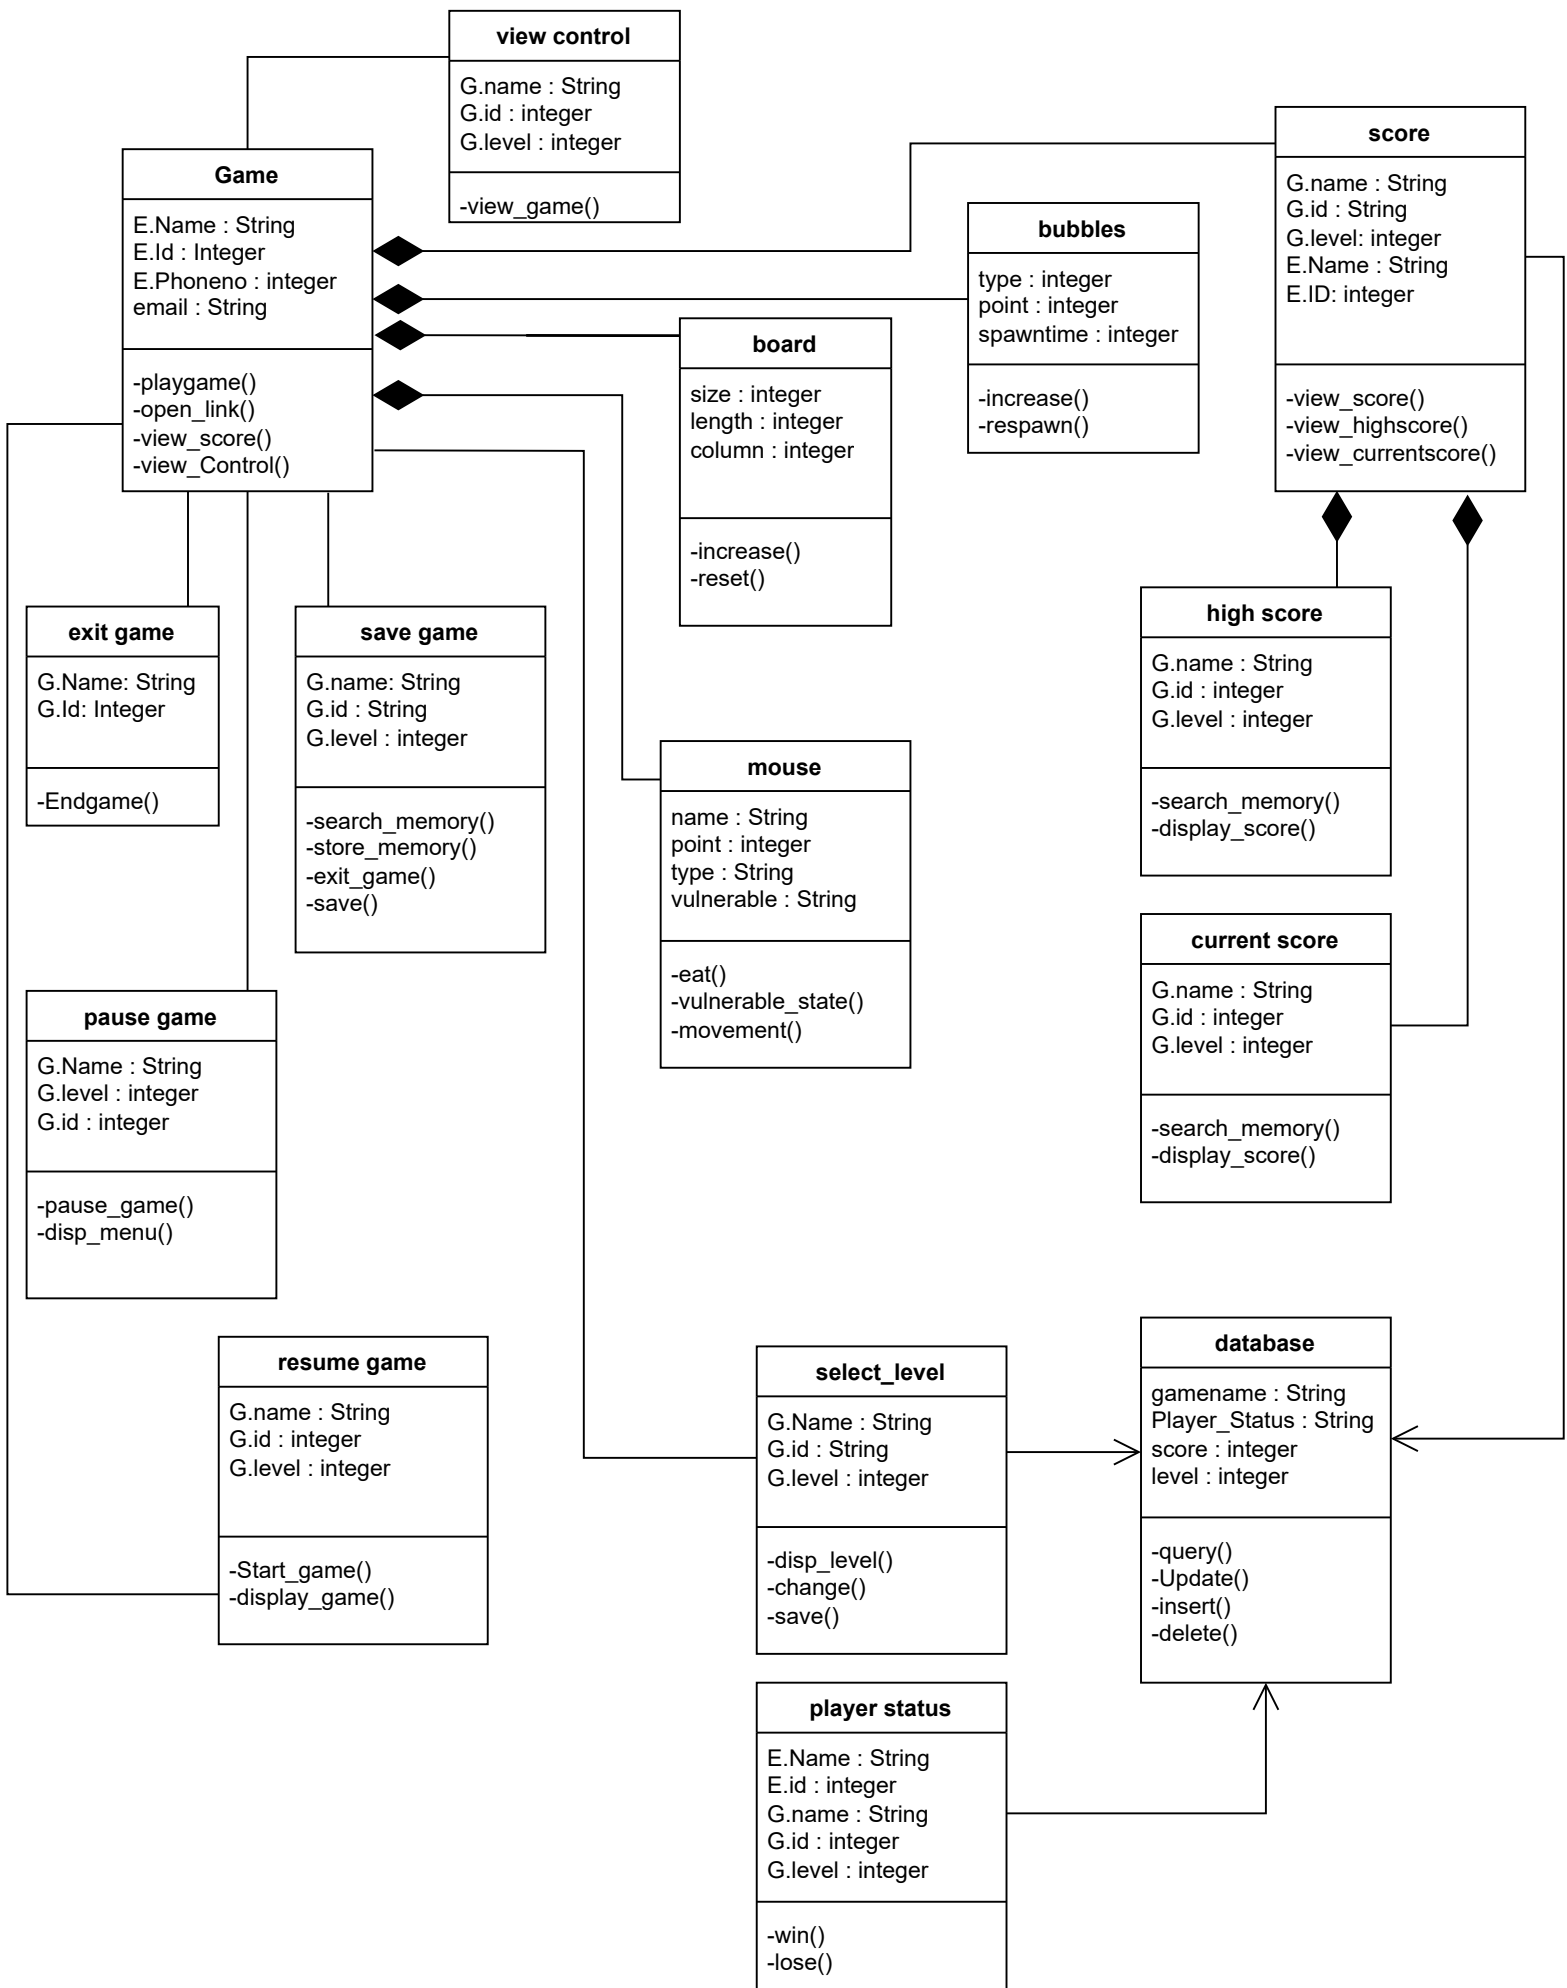 view control
G.name : String
G.id : integer
G.level : integer
-view_game()
Game
E.Name : String
E.Id : Integer
E.Phoneno : integer
email : String
-playgame()
-open_link()
-view_score()
-view_Control()
score
G.name : String
G.id : String
G.level: integer
E.Name : String
E.ID: integer
-view_score()
-view_highscore()
-view_currentscore()
bubbles
type : integer
point : integer
spawntime : integer
-increase()
-respawn()
board
size : integer
length : integer
column : integer
-increase()
-reset()
exit game
G.Name: String
G.Id: Integer
-Endgame()
save game
G.name: String
G.id : String
G.level : integer
-search_memory()
-store_memory()
-exit_game()
-save()
high score
G.name : String
G.id : integer
G.level : integer
-search_memory()
-display_score()
mouse
name : String
point : integer
type : String
vulnerable : String
-eat()
-vulnerable_state()
-movement()
current score
G.name : String
G.id : integer
G.level : integer
-search_memory()
-display_score()
pause game
G.Name : String
G.level : integer
G.id : integer
-pause_game()
-disp_menu()
resume game
G.name : String
G.id : integer
G.level : integer
-Start_game()
-display_game()
select_level
G.Name : String
G.id : String
G.level : integer
-disp_level()
-change()
-save()
database
gamename : String
Player_Status : String
score : integer
level : integer
-query()
-Update()
-insert()
-delete()
player status
E.Name : String
E.id : integer
G.name : String
G.id : integer
G.level : integer
-win()
-lose()